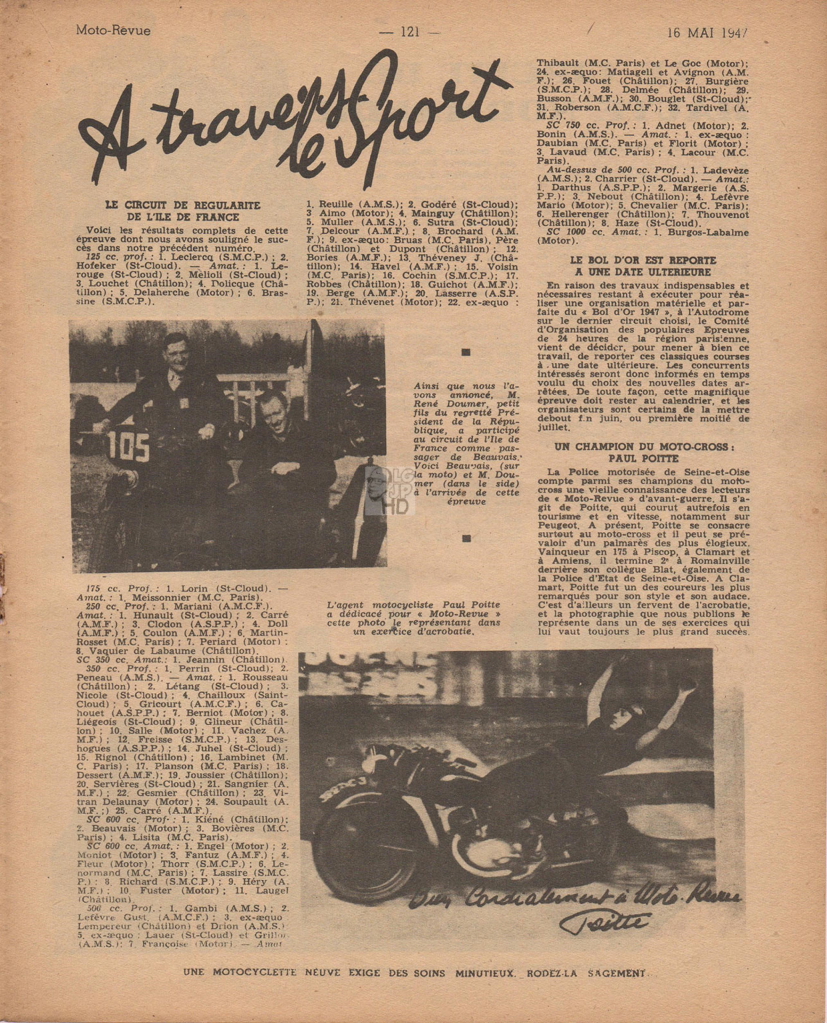 Moto-Revue
— 121 —
16 MAI 1947
A travers
le Sport
LE CIRCUIT DE REGULARITE
DE L'ILE DE FRANCE
Voici les résultats complets de cette
épreuve dont nous avons souligné le suc-
cès dans notre précédent numéro.
125 cc. prof. : 1. Leclercq (S.M.C.P) ; 2.
Hofeker (St-Cloud). — Amat. : 1. Le-
rouge (St-Cloud) ; 2. Melioli (St-Cloud) ;
3. Louchet (Châtillon); 4. Policque (Châ-
tillon) ; 5. Delaherche (Motor) ; 6. Bras-
sine (S.M.C.P.).
1, Reuille (A.M.S.); 2. Godéré (St-Cloud);
3 Aimo (Motor); 4. Mainguy (Châtillon);
5. Muller (A.M.S.); 6. Sutra (St-Cloud);
7. Delcour (A.M.F.); 8. Brochard (A.M.
F.); 9. ex-æquo: Bruas (M.C. Paris), Père
(Châtillon) et Dupont (Châtillon); 12.
Bories (A.M.F.); 13. Théveney J. (Châ-
tillon); 14. Havel (A.M.F.) ; 15. Voisin
(M.C. Paris); 16. Cochin (S.M.C.P.); 17.
Robbes (Châtillon); 18. Guichot (A.M.F.);
19. Berge (A.M.F.); 20. Lasserre (A.S.P.
P.); 21. Thévenet (Motor); 22. ex-æquo :
105
Ainsi que nous l'a-
vons annoncé, M.
René Doumer, petit
fils du regretté Pré-
sident de la Répu-
blique, a participé
au circuit de l'Ile de
France comme pas-
sager de Beauvais.
Voici Beauvais, (sur
la moto) et M. Dou-
mer (dans le side)
à l'arrivée de cette
épreuve
HD
175 cc. Prof. : 1. Lorin (St-Cloud). —
Amat. : 1. Meissonnier (M.C. Paris).
250 cc. Prof. : 1. Mariani (A.M.C.F.).
Amat. : 1. Hunault (St-Cloud) ; 2. Carré
(A.M.F.) ; 3. Clodon (A.S.P.P.) ; 4. Doll
(A.M.F.) ; 5. Coulon (A.M.F.) ; 6. Martin-
Rosset (M.C. Paris) ; 7. Periard (Motor) ;
8. Vaquier de Labaume (Châtillon).
SC 350 cc. Amat.: 1. Jeannin (Châtillon)
350 cc. Prof. : 1. Perrin (St-Cloud); 2.
Peneau (A.M.S.). — Amat. : 1. Rousseau
(Châtillon) ; 2. Létang (St-Cloud) ; 3.
Nicole (St-Cloud) ; 4. Chailloux (Saint-
Cloud) ; 5. Gricourt (A.M.C.F.) ; 6. Ca-
houet (A.S.P.P.) ; 7. Berniot (Motor) ; 8.
Liégeois (St-Cloud) ; 9. Glineur (Châtil-
lon) ; 10. Salle (Motor) ; 11. Vachez (A.
M.F.) ; 12. Freisse (S.M.C.P.) ; 13. Des-
hogues (A.S.P.P.) ; 14. Juhel (St-Cloud) ;
15. Rignol (Châtillon) ; 16. Lambinet (M.
C. Paris) ; 17. Planson (M.C. Paris) ; 18.
Dessert (A.M.F.); 19. Joussier (Châtillon);
20. Servières (St-Cloud) ; 21. Sangnier (A.
M.F.) ; 22. Gesmier (Châtillon) ; 23. Vi-
tran Delaunay (Motor) ; 24. Soupault (A.
M.F. ;) 25. Carré (A.M.F.).
SC 600 cc. Prof. : 1. Kiéné (Châtillon);
2. Beauvais (Motor) ; 3. Bovières (M.C.
Paris) ; 4. Lisita (M.C. Paris).
SC 600 cc. Amat. : 1. Engel (Motor) ; 2.
Moniot (Motor) ; 3. Fantuz (A.M.F.) ; 4.
Fleur (Motor) ; Thorr (S.M.C.P.) ; 6. Le-
normand (M.C. Paris) ; 7. Lassire (S.M.
C.P.) : 8. Richard (S.M.C.P.) ; 9. Héry (A.
M.F.) ; 10. Fuster (Motor) ; 11. Laugel
(Châtillon)
500 cc. Prof. : 1. Gambi (A.M.S.) ; 2.
Lefévre Gust. (A.M.C.F.) ; 3. ex-æquo
Lempereur (Châtillon) et Drion (A.M.S.)
5. ex-æquo : Lauer (St-Cloud) et Grillot
(A.M.S.): 7. Françoise (Motor). — Amat
L'agent motocycliste Paul Poitte
a dédicacé pour « Moto-Revue »
cette photo le représentant dans
un exercice d'acrobatie.
Bien Cordialement à Moto-Revue
Poitte
Thibault (M.C. Paris) et Le Goc (Motor);
24. ex-æquo: Matiageli et Avignon (A.M.
F.); 26. Fouet (Châtillon); 27. Burgière
(S.M.C.P.); 28. Delmée (Châtillon); 29.
Busson (A.M.F.); 30. Bouglet (St-Cloud);
31. Roberson (A.M.C.F.); 32. Tardivel (A.
M.F.).
SC 750 cc. Prof. : 1. Adnet (Motor); 2.
Bonin (A.M.S.). — Amat.: 1. ex-æquo :
Daubian (M.C. Paris) et Florit (Motor) ;
3. Lavaud (M.C. Paris) ; 4. Lacour (M.C.
Paris).
Au-dessus de 500 cc. Prof. : 1. Ladevèze
(A.M.S.); 2. Charrier (St-Cloud). — Amat.:
1. Darthus (A.S.P.P.); 2. Margerie (A.S.
P.P.); 3. Nebout (Châtillon); 4. Lefèvre
Mario (Motor); 5. Chevalier (M.C. Paris);
6. Hellerenger (Châtillon); 7. Thouvenot
(Châtillon); 8. Haze (St-Cloud).
SC 1000 cc. Amat. : 1. Burgos-Labalme
(Motor).
LE BOL D'OR EST REPORTE
A UNE DATE ULTERIEURE
En raison des travaux indispensables et
nécessaires restant à exécuter pour réa-
liser une organisation matérielle et par-
faite du « Bol d'Or 1947 », à l'Autodrome
sur le dernier circuit choisi, le Comité
d'Organisation des populaires Epreuves
de 24 heures de la région parisienne,
vient de décider, pour mener à bien ce
travail, de reporter ces classiques courses
à une date ultérieure. Les concurrents
intéressés seront donc informés en temps
voulu du choix des nouvelles dates ar-
rêtées. De toute façon, cette magnifique
épreuve doit rester au calendrier, et les
organisateurs sont certains de la mettre
debout fin juin, ou première moitié de
juillet.
UN CHAMPION DU MOTO-CROSS :
PAUL POITTE
La Police motorisée de Seine-et-Oise
compte parmi ses champions du moto-
cross une vieille connaissance des lecteurs
de « Moto-Revue » d'avant-guerre. Il s'a-
git de Poitte, qui courut autrefois en
tourisme et en vitesse, notamment sur
Peugeot. A présent, Poitte se consacre
surtout au moto-cross et il peut se pré-
valoir d'un palmarès des plus élogieux.
Vainqueur en 175 à Piscop, à Clamart et
à Amiens, il termine 2e à Romainville
derrière son collègue Blat, également de
la Police d'Etat de Seine-et-Oise. A Cla-
mart, Poitte fut un des coureurs les plus
remarqués pour son style et son audace.
C'est d'ailleurs un fervent de l'acrobatie,
et la photographie que nous publions le
représente dans un de ses exercices qui
lui vaut toujours le plus grand succès.
UNE MOTOCYCLETTE NEUVE EXIGE DES SOINS MINUTIEUX. RODEZ-LA SAGEMENT...